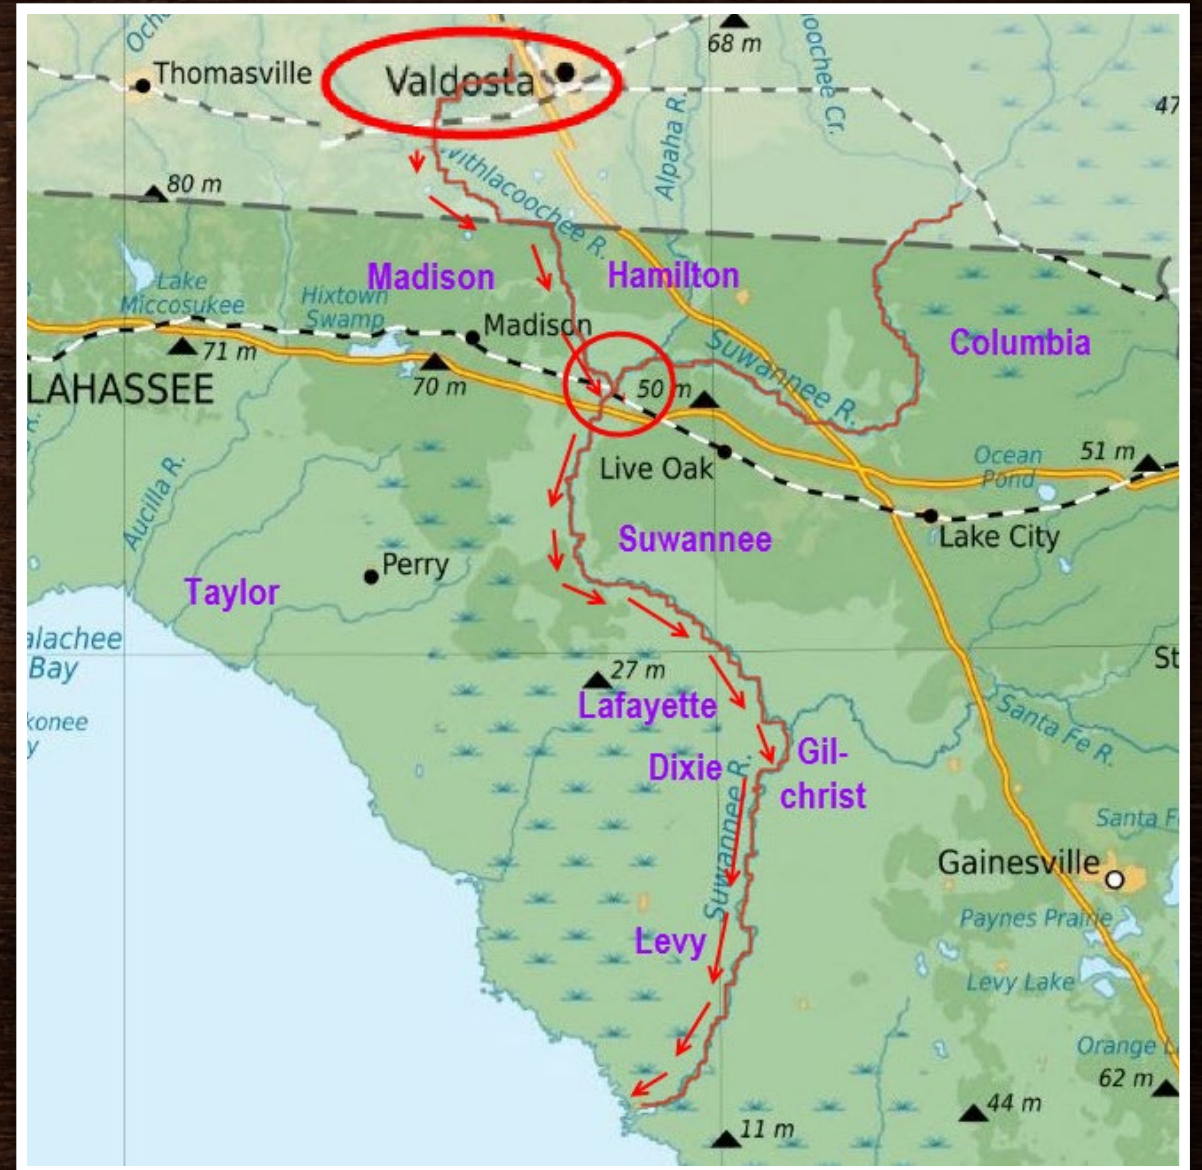 Ocho
Thomasville
Valdosta
68 m
oochee Cr.
47
Alpaha R.
Withlacoochee R.
80 m
Madison
Hamilton
Lake
Miccosukee
Hixtown
Swamp
Madison
Columbia
71 m
70 m
50 m
Suwannee R.
LAHASSEE
R.
Live Oak
Ocean
Pond
51 m
Aucilla R.
Suwannee
Lake City
Perry
Taylor
alachee
Bay
konee
y
27 m
St
Lafayette
Santa Fe R.
Dixie
Gil-
christ
Suwannee R.
Santa F
Gainesville
Paynes Prairie
Levy
Levy Lake
Orange L
62 m
44 m
11 m